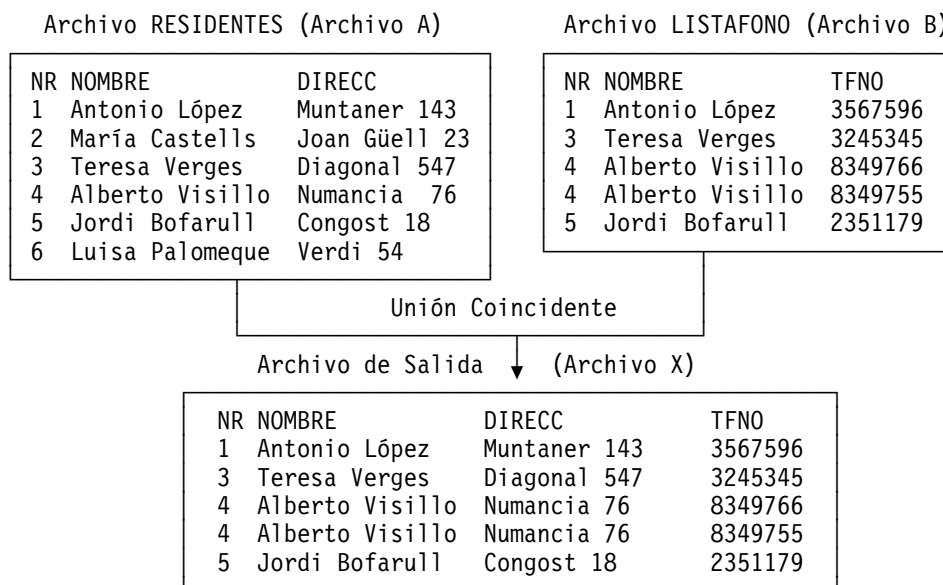 Archivo RESIDENTES (Archivo A)
NR NOMBRE DIRECC
1 Antonio López Muntaner 143
2 María Castells Joan Güell 23
3 Teresa Verges Diagonal 547
4 Alberto Visillo Numancia 76
5 Jordi Bofarull Congost 18
6 Luisa Palomeque Verdi 54
Archivo LISTAFONO (Archivo B)
NR NOMBRE TFNO
1 Antonio López 3567596
3 Teresa Verges 3245345
4 Alberto Visillo 8349766
4 Alberto Visillo 8349755
5 Jordi Bofarull 2351179
Unión Coincidente
Archivo de Salida (Archivo X)
NR NOMBRE DIRECC TFNO
1 Antonio López Muntaner 143 3567596
3 Teresa Verges Diagonal 547 3245345
4 Alberto Visillo Numancia 76 8349766
4 Alberto Visillo Numancia 76 8349755
5 Jordi Bofarull Congost 18 2351179